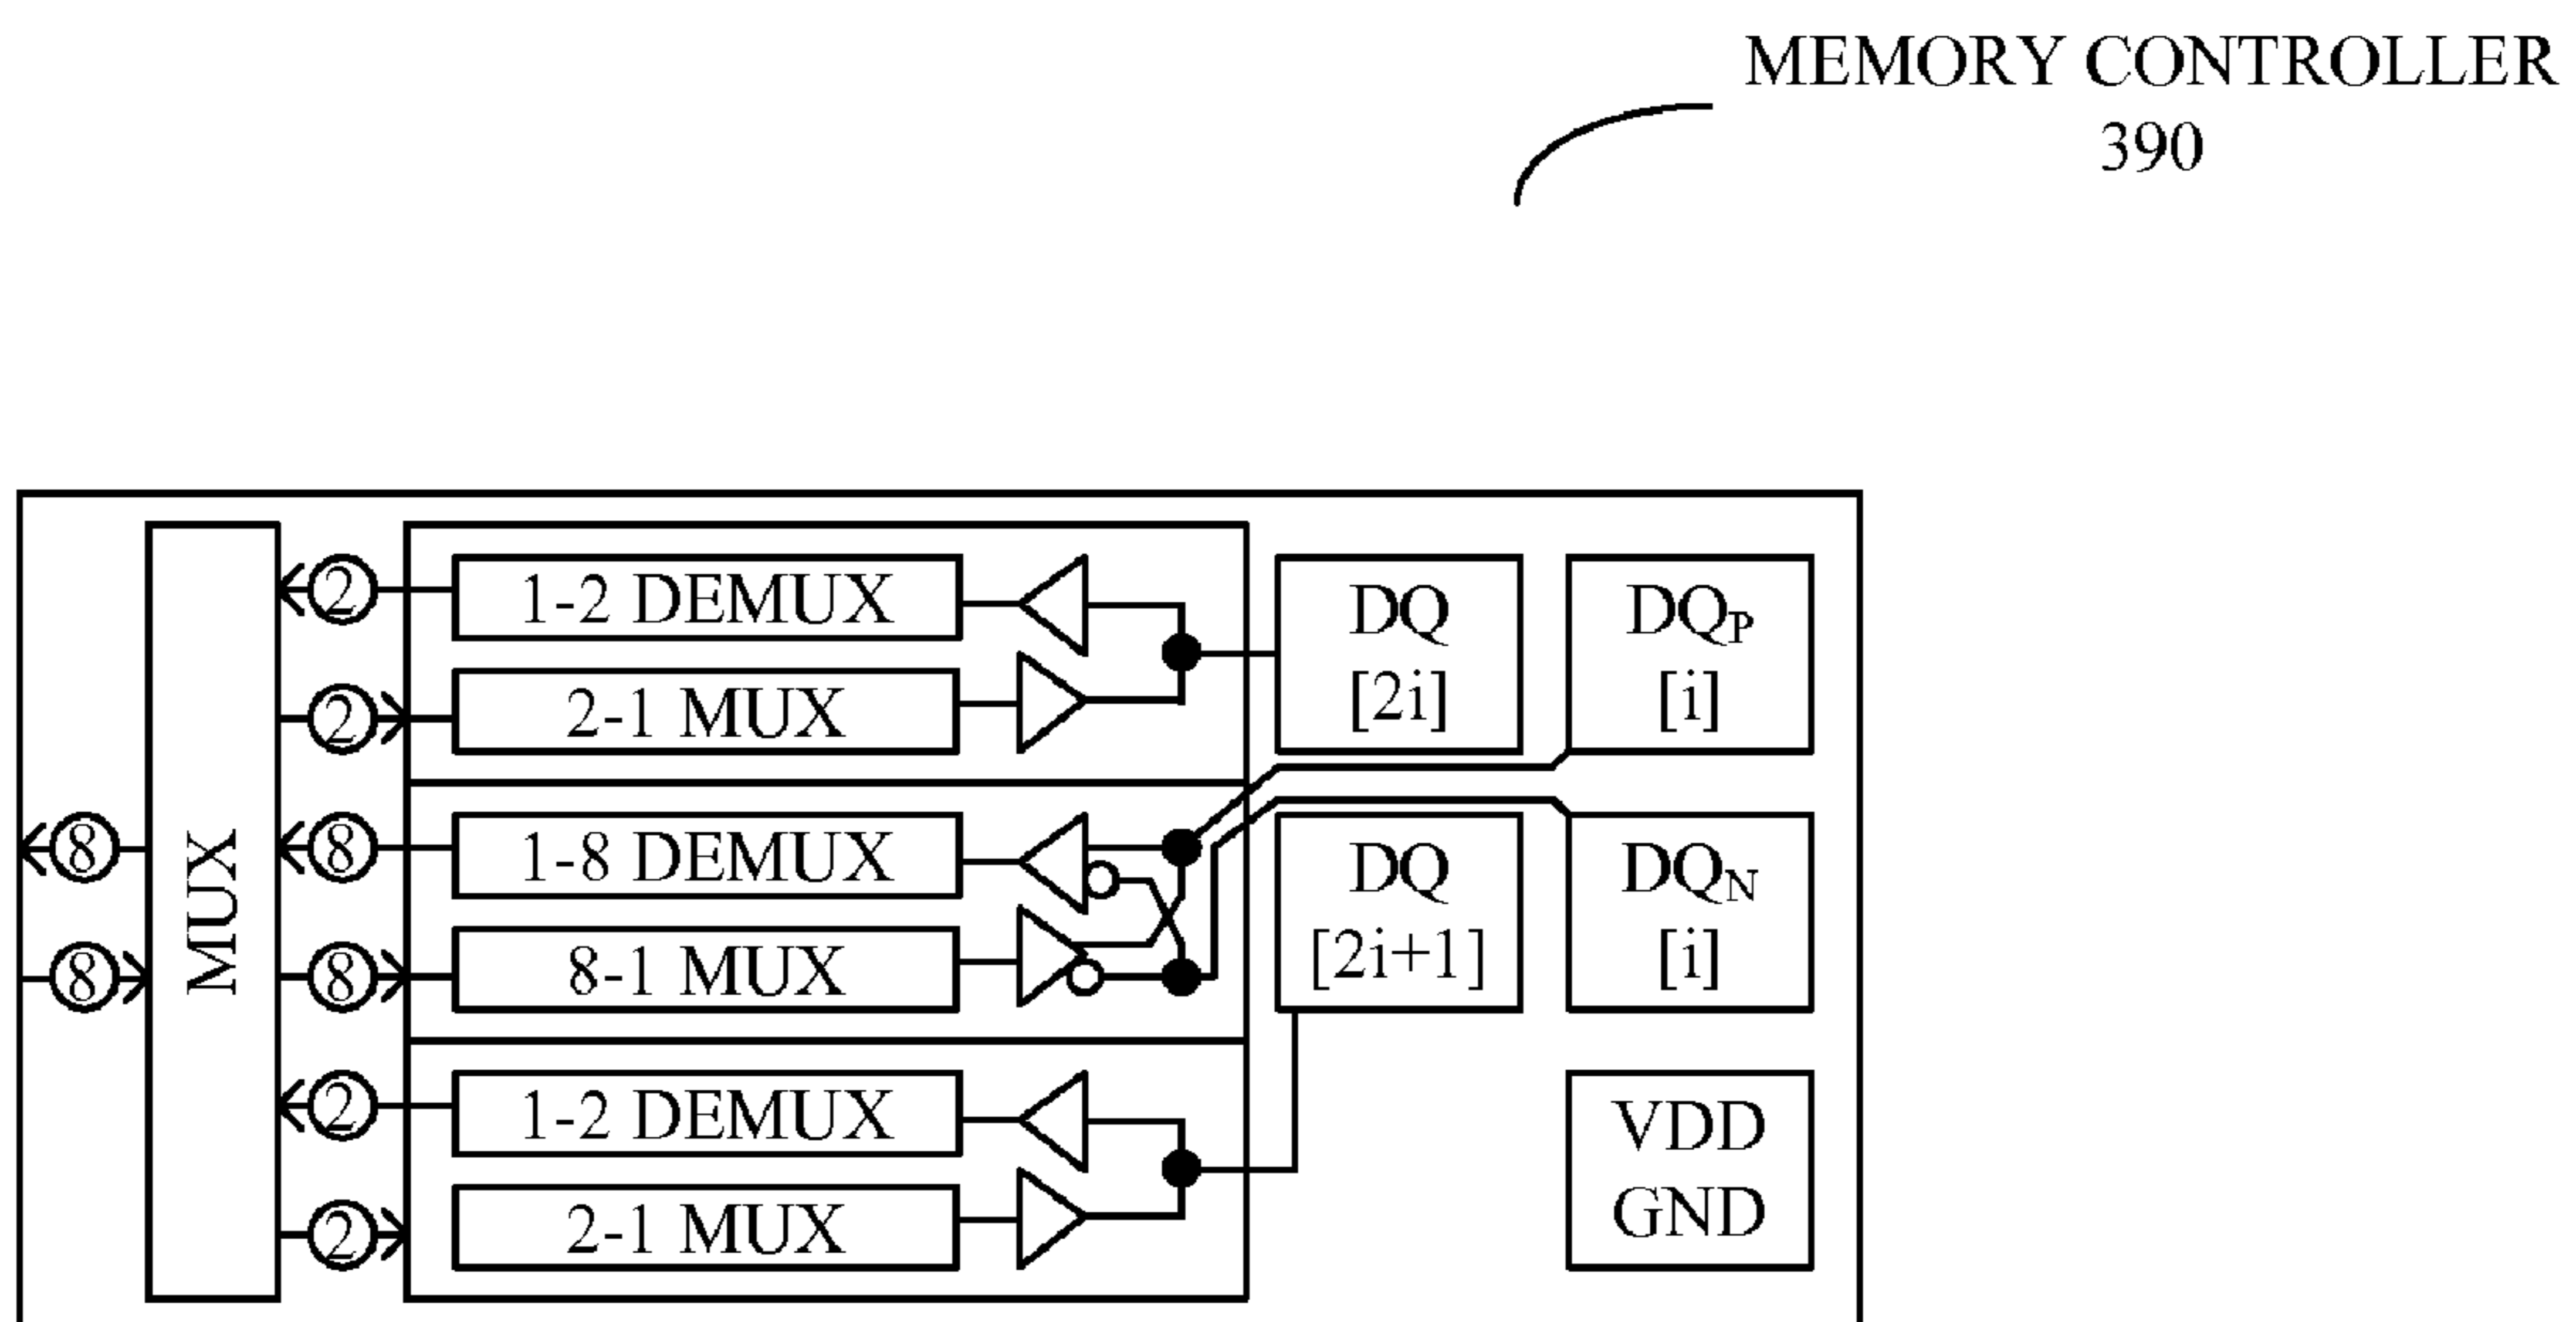 MEMORY CONTROLLER
390
2
1-2 DEMUX
DQ
[2i]
DQP
[i]
2
2-1 MUX
8
8
MUX
8
8
1-8 DEMUX
8-1 MUX
DQ
[2i+1]
DQN
[i]
2
1-2 DEMUX
2
2-1 MUX
VDD
GND